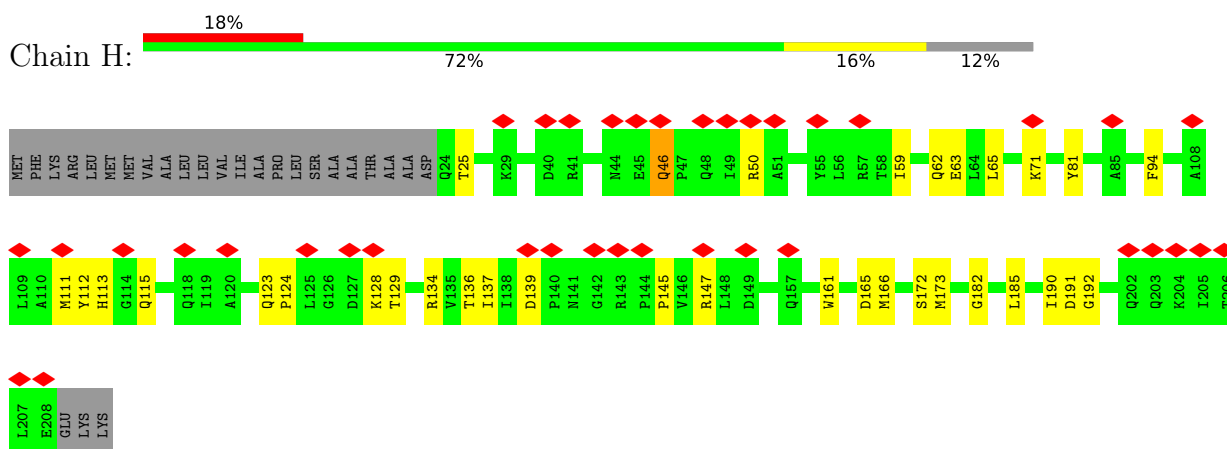 18%
Chain H:
72% 16% 12%
MET PHE LYS ARG LEU MET MET VAL ALA LEU LEU VAL ILE ALA PRO LEU SER ALA ALA THR ALA ALA ASP Q24 T25 K29 D40 R41 N44 E45 Q46 P47 Q48 I49 R50 A51 Y55 L56 R57 T58 I59 Q62 E63 L64 L65 K71 Y81 A85 F94 A108
L109 A110 M111 Y112 H113 G114 Q115 Q118 I119 A120 Q123 P124 L125 G126 D127 K128 T129 R134 V135 T136 I137 I138 D139 P140 N141 G142 R143 P144 P145 V146 R147 L148 D149 Q157 W161 D165 M166 S172 M173 G182 L185 I190 D191 G192 Q202 Q203 K204 I205
L207 E208 GLU LYS LYS